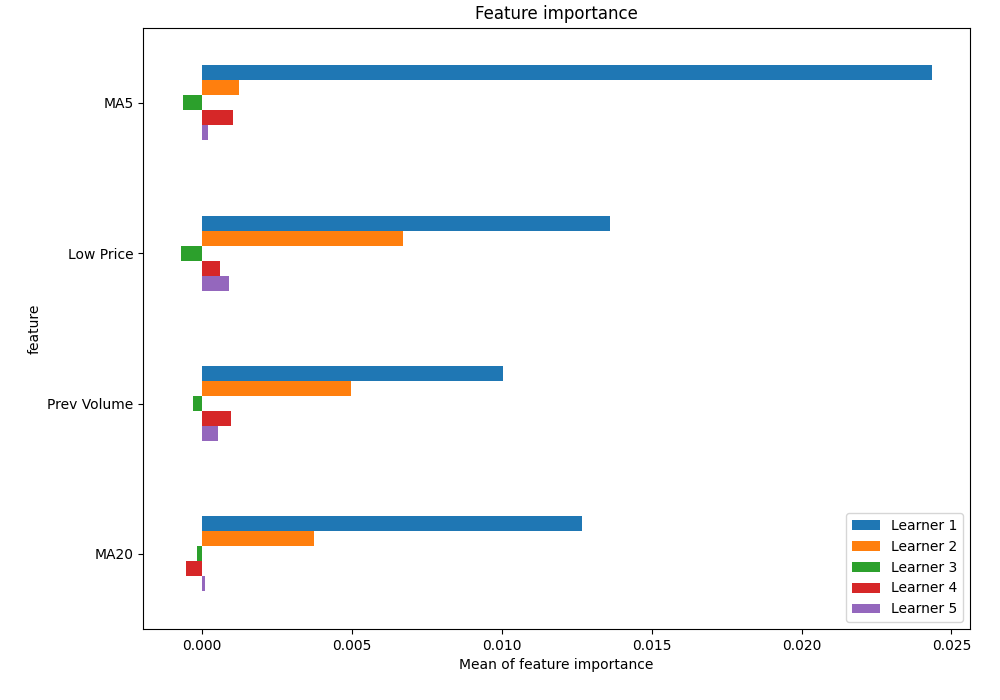 Feature importance
MA5
Low Price
feature
Prev Volume
MA20
Learner 1
Learner 2
Learner 3
Learner 4
Learner 5
0.000 0.005 0.010 0.015 0.020 0.025
Mean of feature importance